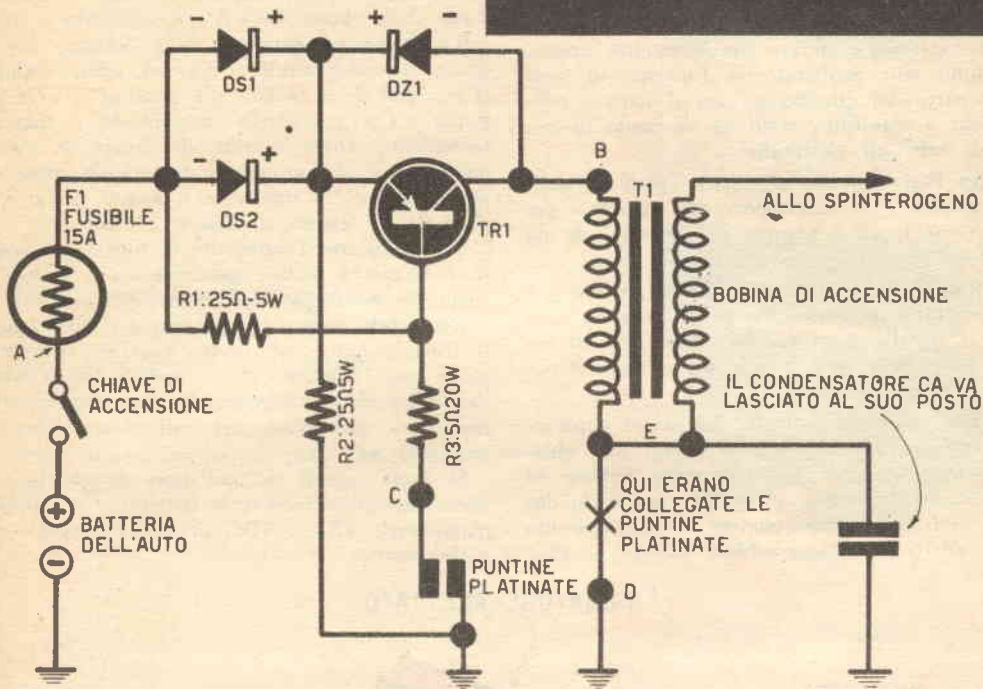 - +
+ -
DS1
DZ1
- +
DS2
F1
FUSIBILE
15A
TR1
B
T1
ALLO SPINTEROGENO
BOBINA DI ACCENSIONE
R1:25Ω-5W
A
CHIAVE DI
ACCENSIONE
R2:25Ω15W
R3:5Ω20W
IL CONDENSATORE CA VA
LASCIATO AL SUO POSTO
E
C
QUI ERANO
COLLEGATE LE
PUNTINE
PLATINATE
+
BATTERIA
DELL'AUTO
-
PUNTINE
PLATINATE
D